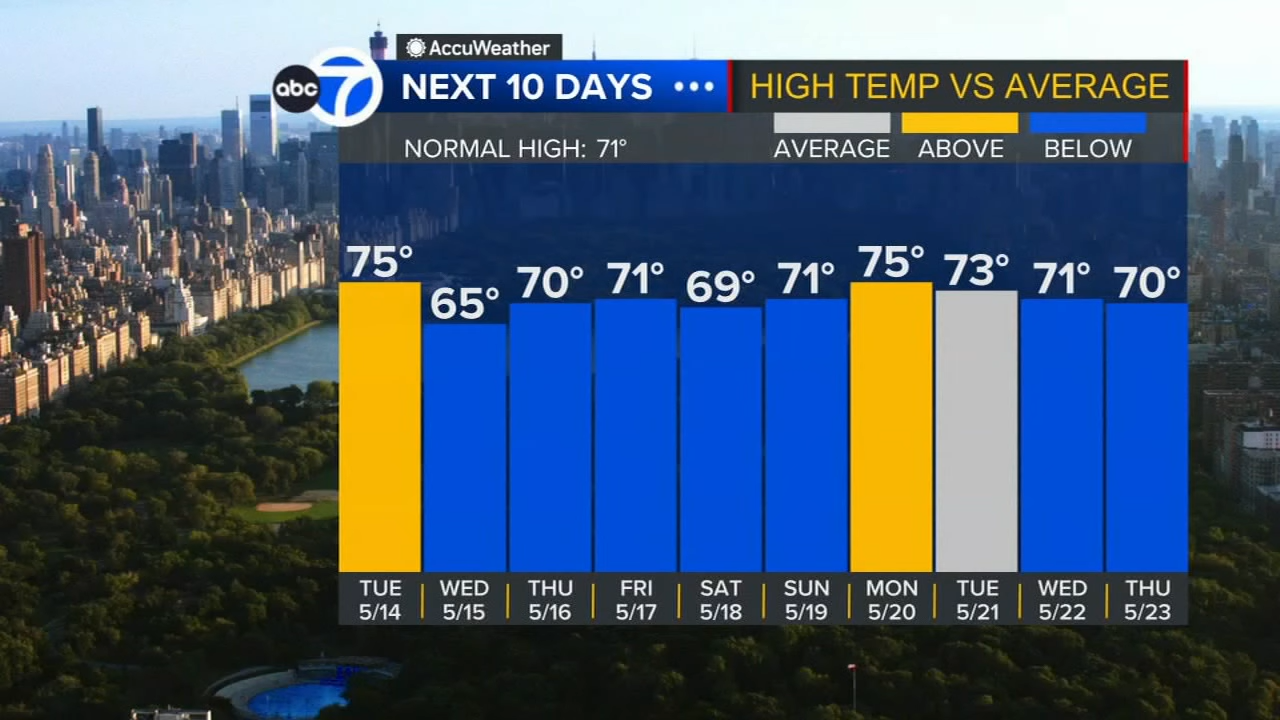 AccuWeather
abc 7
NEXT 10 DAYS •••
HIGH TEMP VS AVERAGE
NORMAL HIGH: 71°
AVERAGE ABOVE BELOW
75° 65° 70° 71° 69° 71° 75° 73° 71° 70°
TUE WED THU FRI SAT SUN MON TUE WED THU
5/14 5/15 5/16 5/17 5/18 5/19 5/20 5/21 5/22 5/23